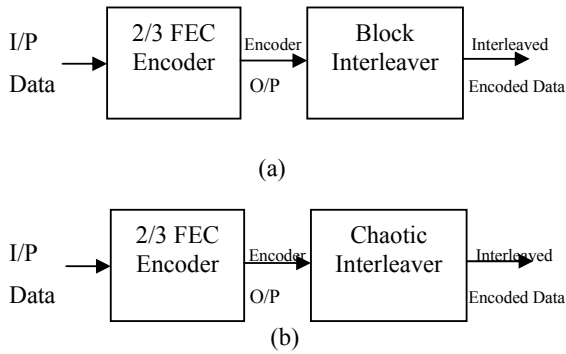 I/P
Data
2/3 FEC
Encoder
Encoder
O/P
Block
Interleaver
Interleaved
Encoded Data
(a)
I/P
Data
2/3 FEC
Encoder
Encoder
O/P
Chaotic
Interleaver
Interleaved
Encoded Data
(b)